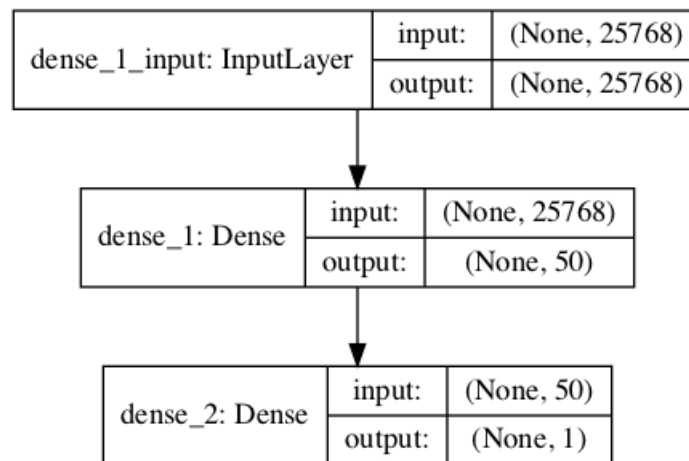 dense_1_input: InputLayer
input: (None, 25768)
output: (None, 25768)
dense_1: Dense
input: (None, 25768)
output: (None, 50)
dense_2: Dense
input: (None, 50)
output: (None, 1)